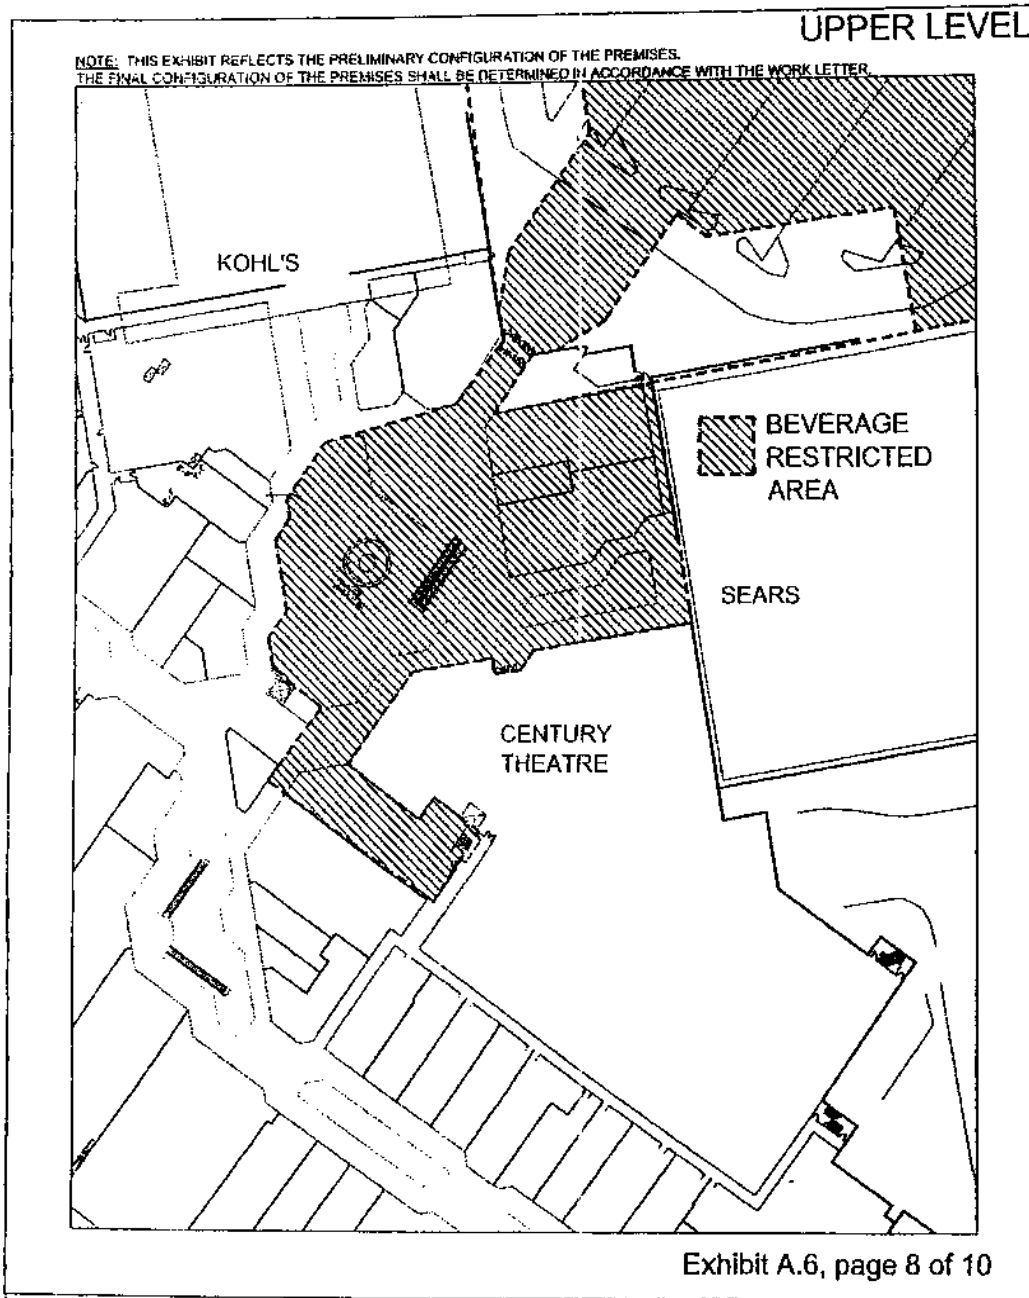 UPPER LEVEL
NOTE: THIS EXHIBIT REFLECTS THE PRELIMINARY CONFIGURATION OF THE PREMISES.
THE FINAL CONFIGURATION OF THE PREMISES SHALL BE DETERMINED IN ACCORDANCE WITH THE WORK LETTER.
KOHL'S
BEVERAGE
RESTRICTED
AREA
SEARS
CENTURY
THEATRE
Exhibit A.6, page 8 of 10